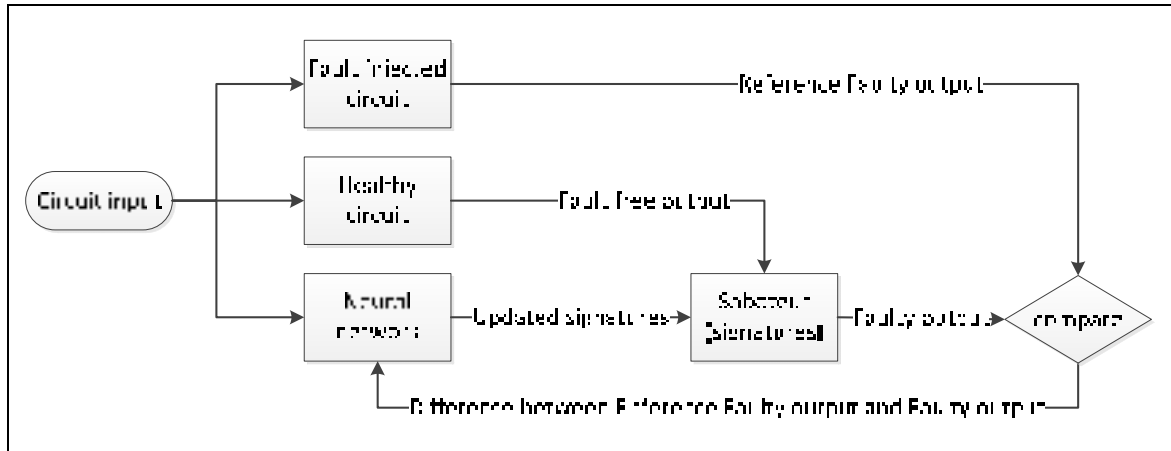 Fault Injected
circuit
Reference Faulty output
Healthy
circuit
Circuit input
Fault free output
Neural
network
Updated signatures
Saboteur
[signatures]
Faulty output
compare
Difference between Reference Faulty output and Faulty output